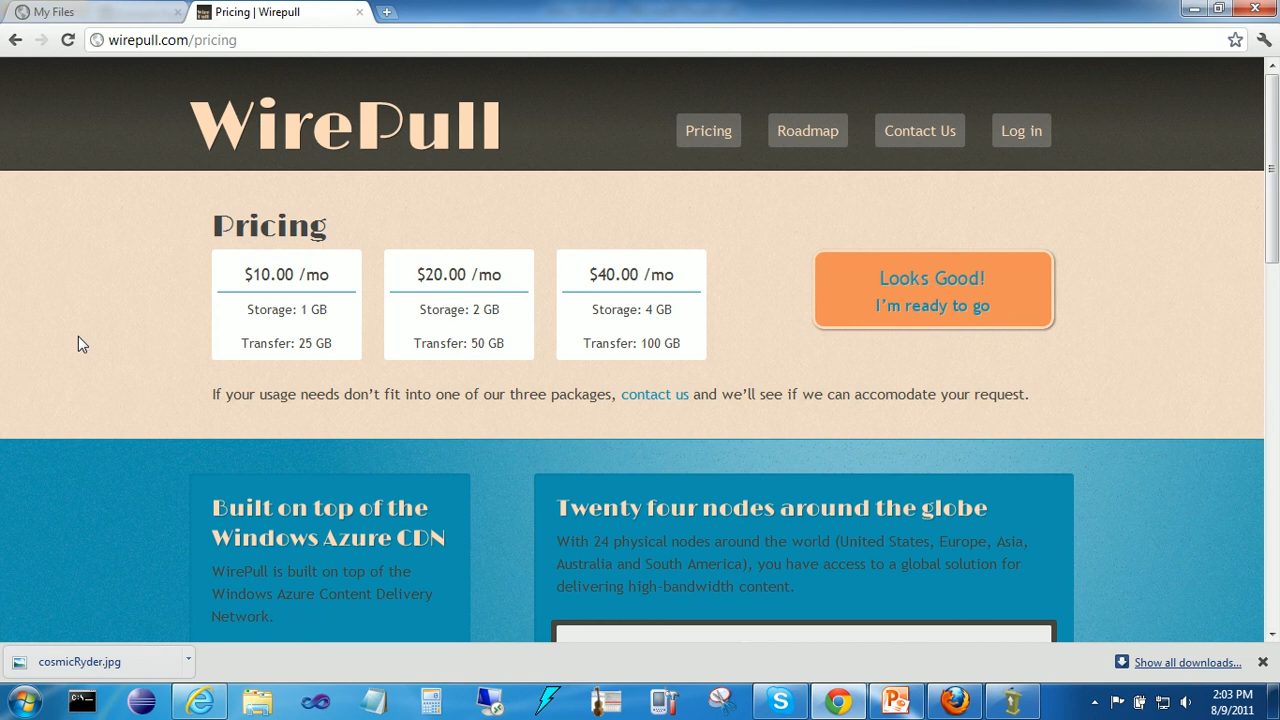 My Files
Pricing | Wirepull
wirepull.com/pricing
WirePull
Pricing
Roadmap
Contact Us
Log in
Pricing
$10.00 /mo
Storage: 1 GB
Transfer: 25 GB
$20.00 /mo
Storage: 2 GB
Transfer: 50 GB
$40.00 /mo
Storage: 4 GB
Transfer: 100 GB
Looks Good!
I'm ready to go
If your usage needs don't fit into one of our three packages, contact us and we'll see if we can accomodate your request.
Built on top of the
Windows Azure CDN
WirePull is built on top of the
Windows Azure Content Delivery
Network.
Twenty four nodes around the globe
With 24 physical nodes around the world (United States, Europe, Asia,
Australia and South America), you have access to a global solution for
delivering high-bandwidth content.
cosmicRyder.jpg
Show all downloads...
2:03 PM
8/9/2011